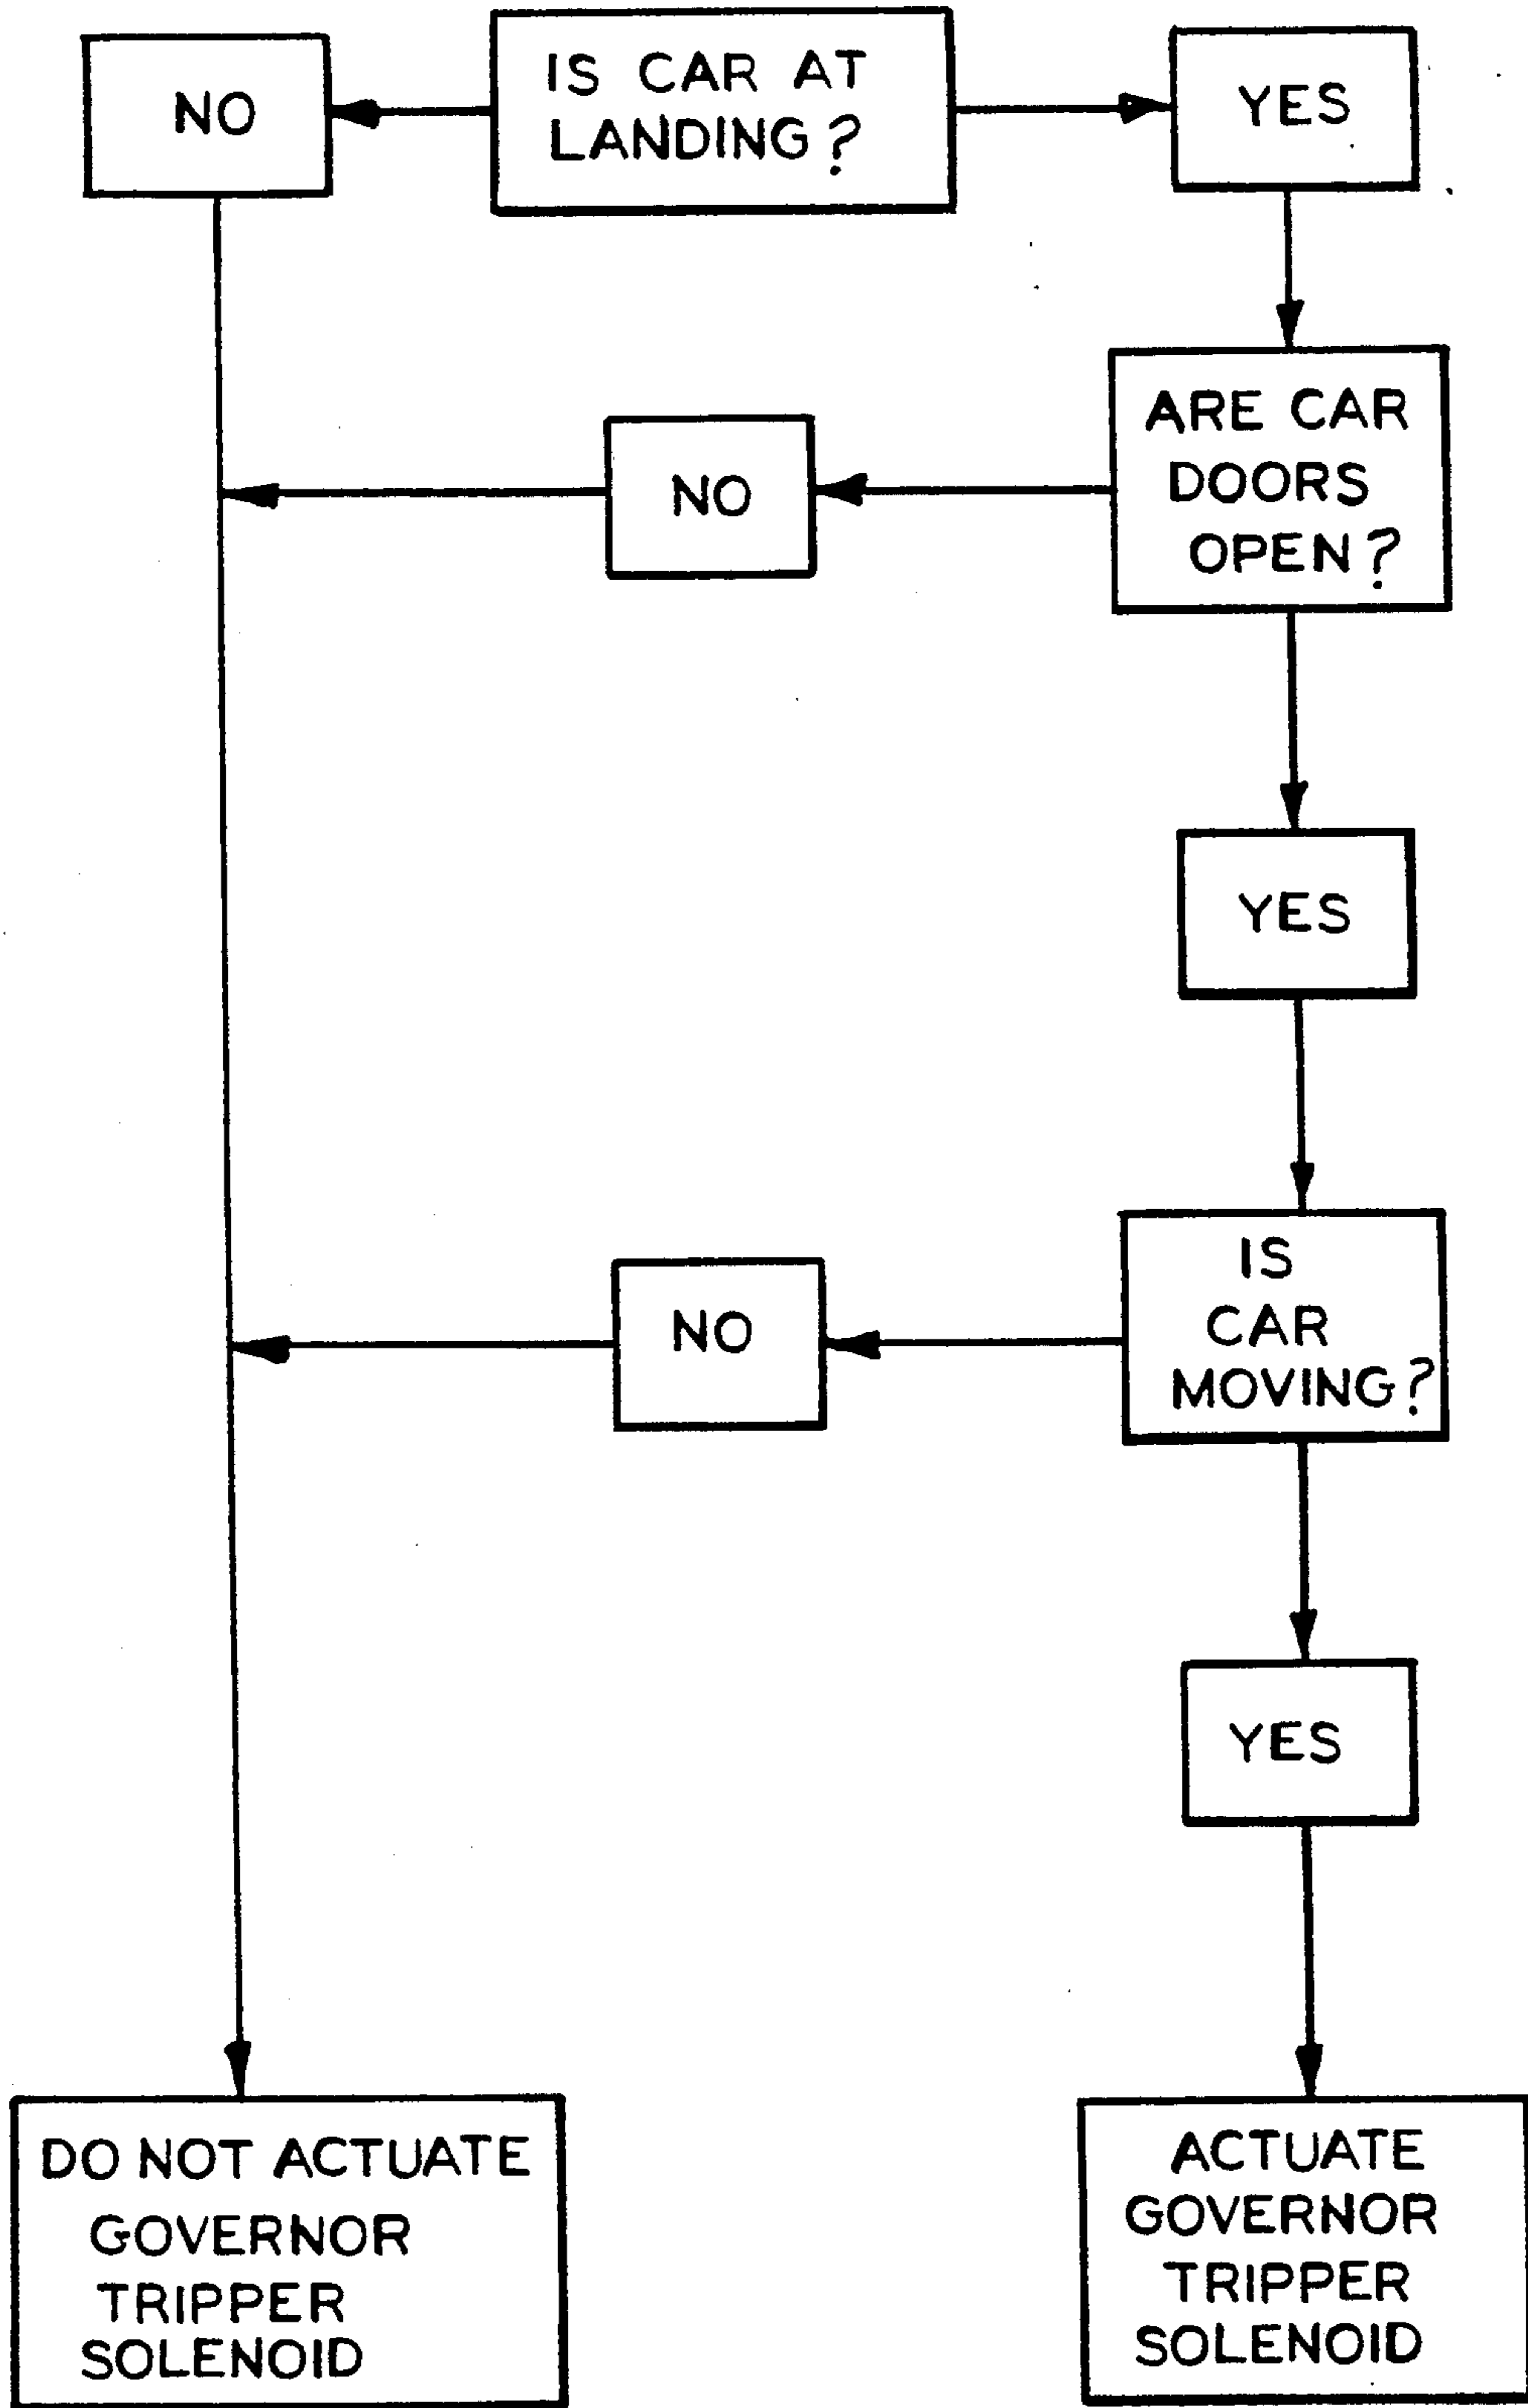 NO
IS CAR AT
LANDING?
YES
ARE CAR
DOORS
OPEN?
NO
YES
IS
CAR
MOVING?
NO
YES
DO NOT ACTUATE
GOVERNOR
TRIPPER
SOLENOID
ACTUATE
GOVERNOR
TRIPPER
SOLENOID